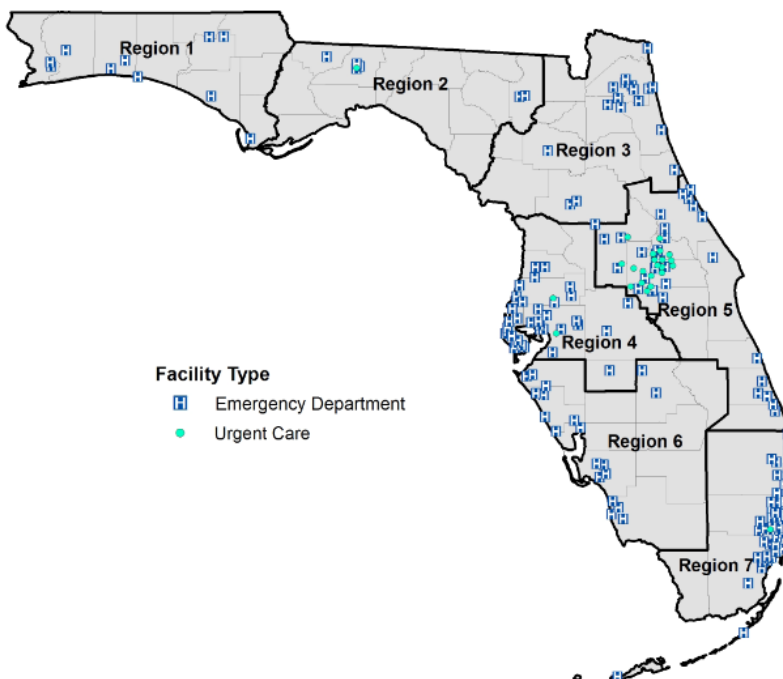 Region 1
Region 2
Region 3
Region 5
Region 4
Facility Type
H Emergency Department
Urgent Care
Region 6
Region 7